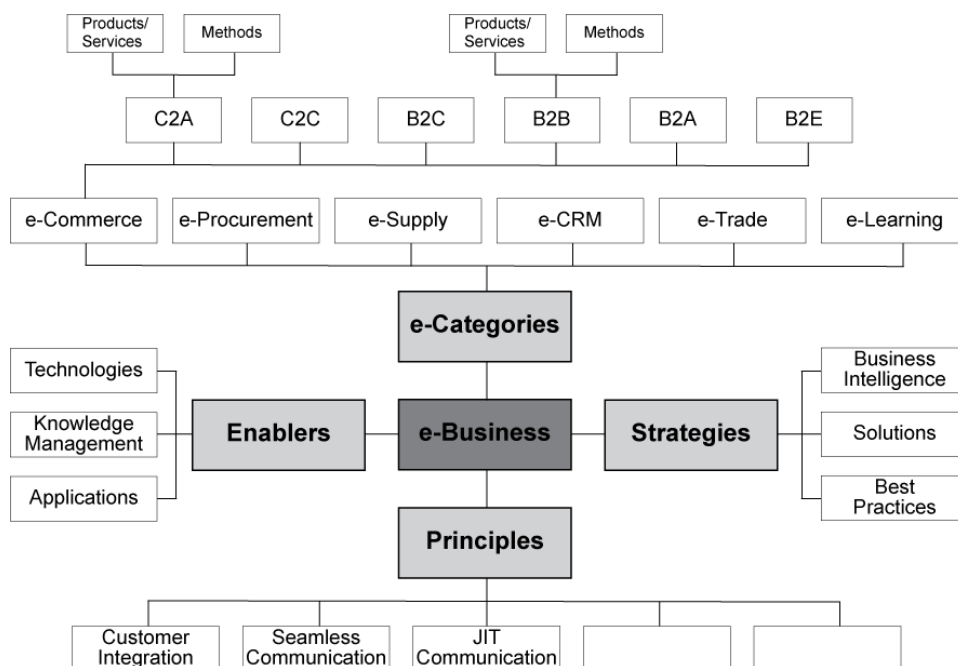 Products/
Services
Methods
Products/
Services
Methods
C2A
C2C
B2C
B2B
B2A
B2E
e-Commerce
e-Procurement
e-Supply
e-CRM
e-Trade
e-Learning
e-Categories
Technologies
Knowledge
Management
Applications
Enablers
e-Business
Strategies
Business
Intelligence
Solutions
Best
Practices
Principles
Customer
Integration
Seamless
Communication
JIT
Communication